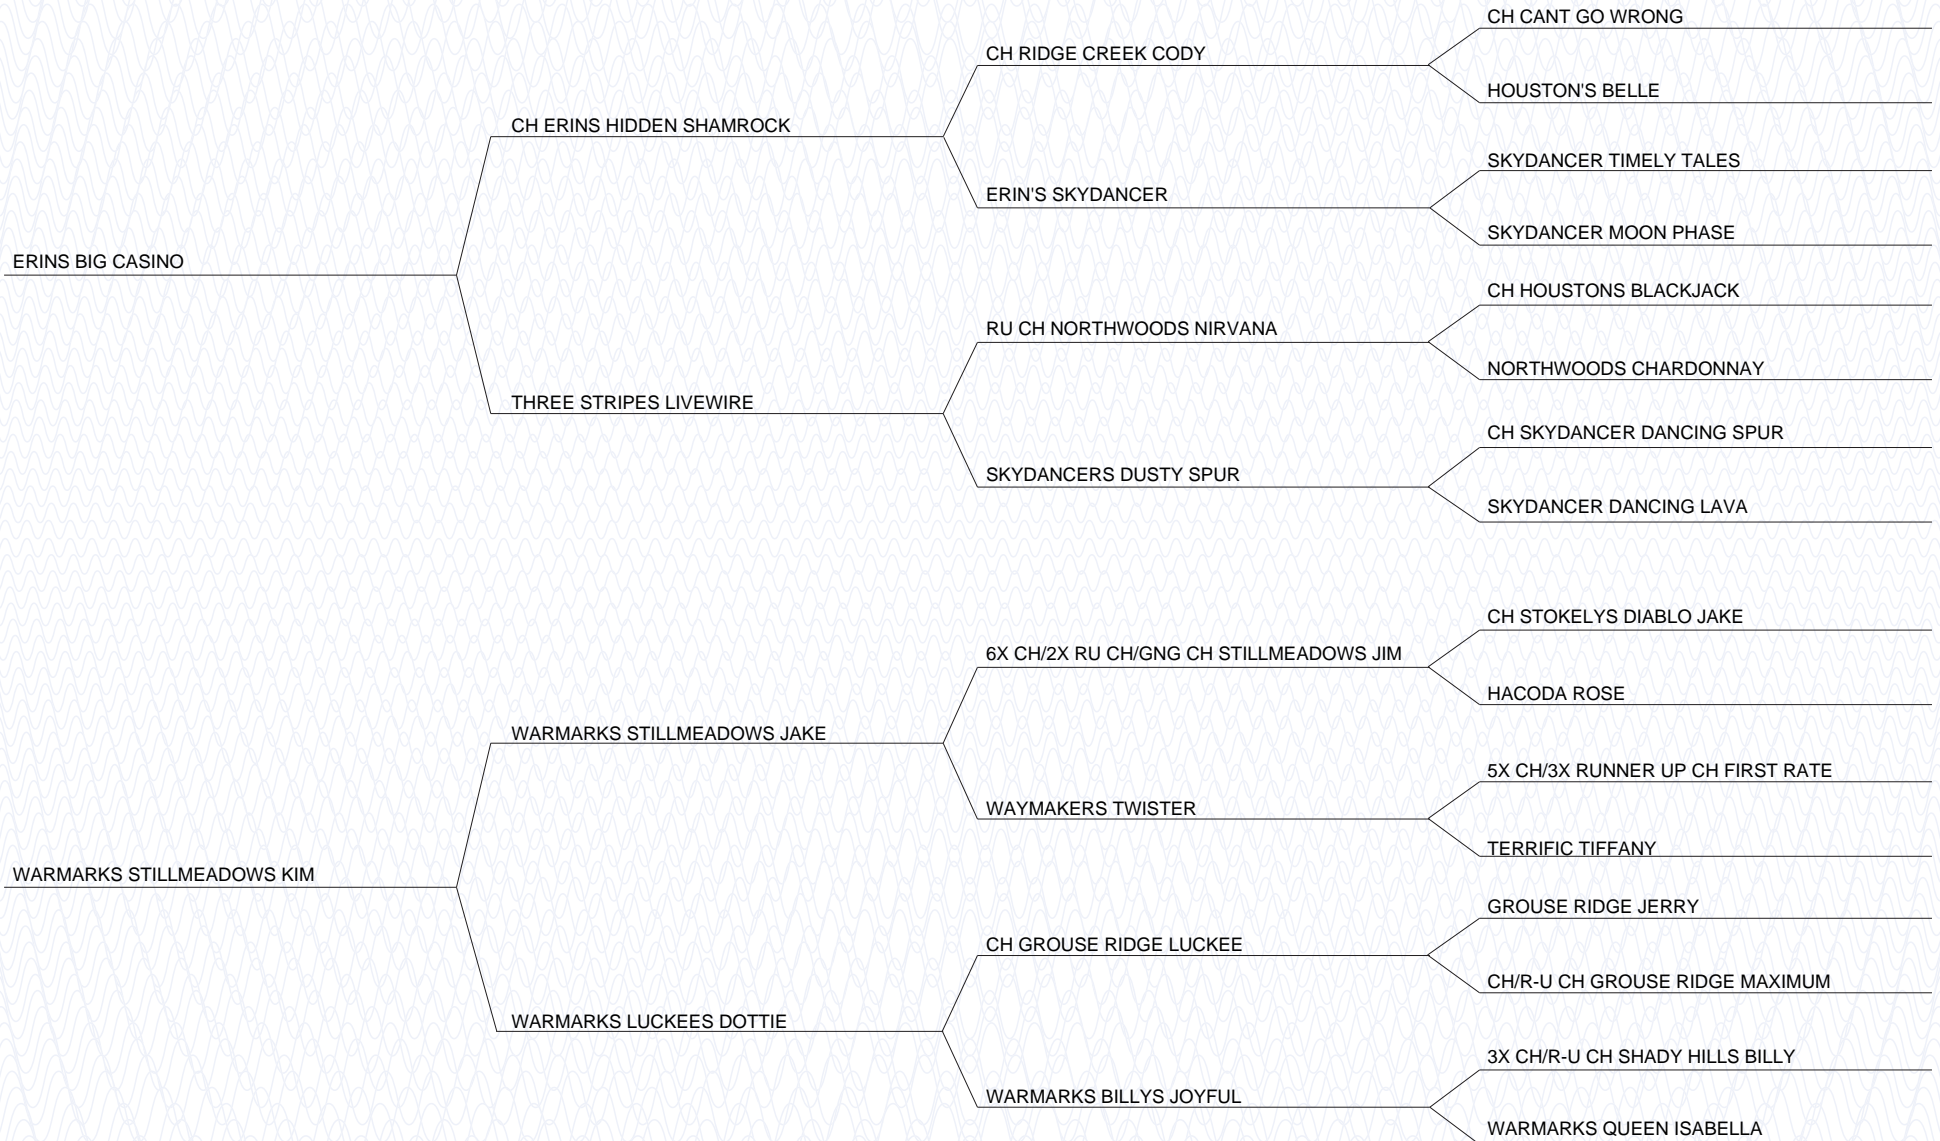 CH CANT GO WRONG
CH RIDGE CREEK CODY
HOUSTON'S BELLE
CH ERINS HIDDEN SHAMROCK
SKYDANCER TIMELY TALES
ERIN'S SKYDANCER
SKYDANCER MOON PHASE
ERINS BIG CASINO
CH HOUSTONS BLACKJACK
RU CH NORTHWOODS NIRVANA
NORTHWOODS CHARDONNAY
THREE STRIPES LIVEWIRE
CH SKYDANCER DANCING SPUR
SKYDANCERS DUSTY SPUR
SKYDANCER DANCING LAVA
CH STOKELYS DIABLO JAKE
6X CH/2X RU CH/GNG CH STILLMEADOWS JIM
HACODA ROSE
WARMARKS STILLMEADOWS JAKE
5X CH/3X RUNNER UP CH FIRST RATE
WAYMAKERS TWISTER
TERRIFIC TIFFANY
WARMARKS STILLMEADOWS KIM
GROUSE RIDGE JERRY
CH GROUSE RIDGE LUCKEE
CH/R-U CH GROUSE RIDGE MAXIMUM
WARMARKS LUCKEES DOTTIE
3X CH/R-U CH SHADY HILLS BILLY
WARMARKS BILLYS JOYFUL
WARMARKS QUEEN ISABELLA